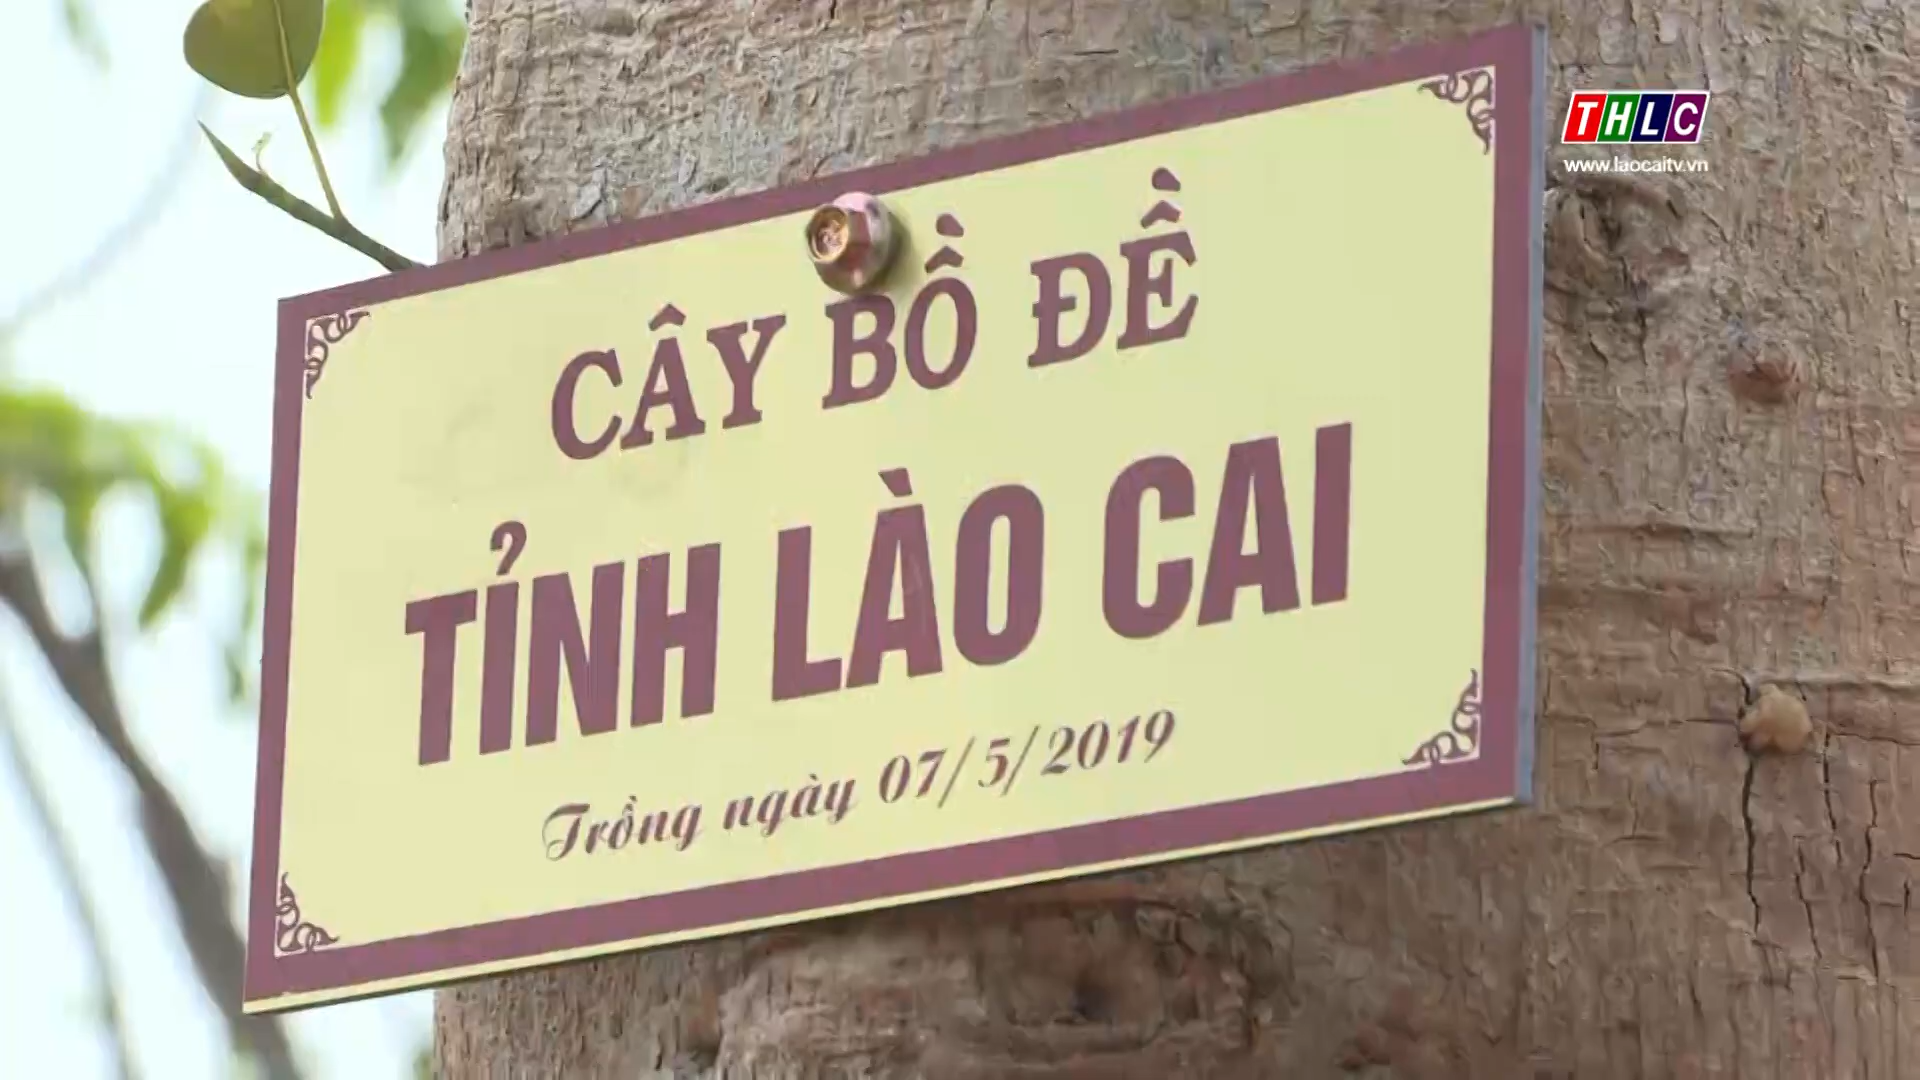 THLC
www.laocaitv.vn
CÂY BỒ ĐỀ
TỈNH LÀO CAI
Trồng ngày 07/5/2019